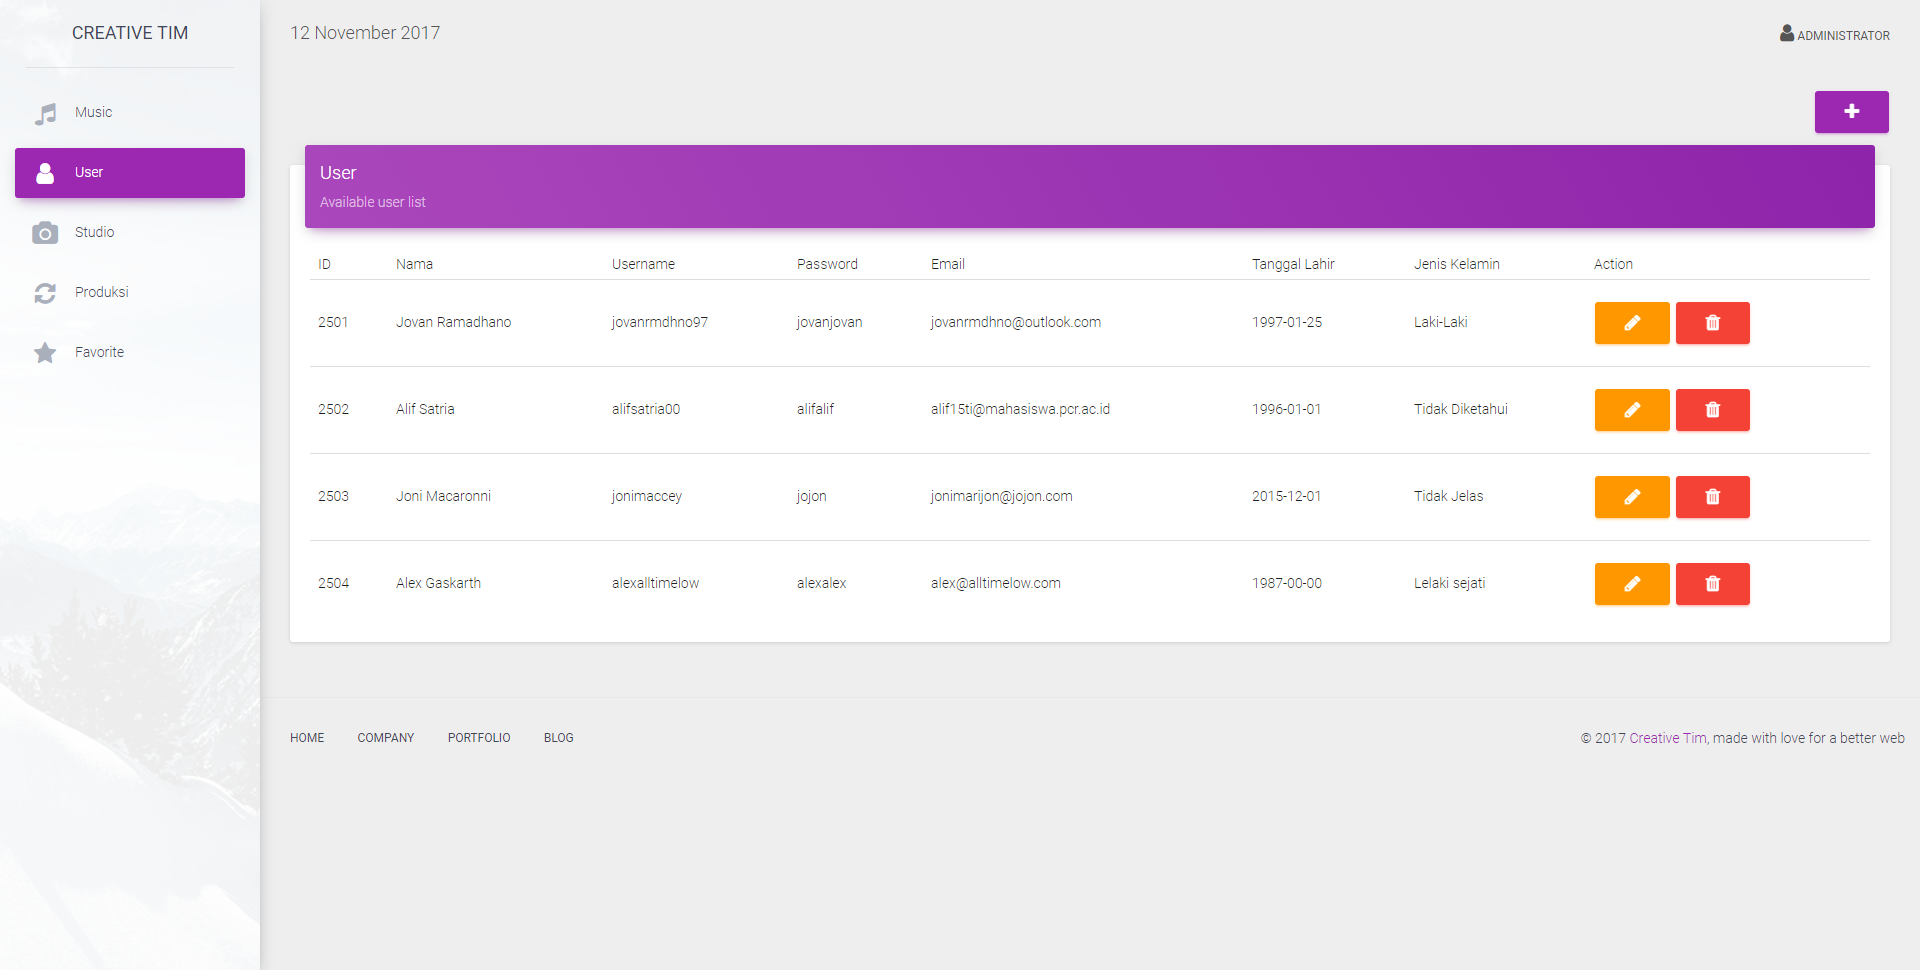 CREATIVE TIM
Music
User
Studio
Produksi
Favorite
12 November 2017
ADMINISTRATOR
User
Available user list
ID Nama Username Password Email Tanggal Lahir Jenis Kelamin Action
2501 Jovan Ramadhano jovanrmdhno97 jovanjovan jovanrmdhno@outlook.com 1997-01-25 Laki-Laki
2502 Alif Satria alifsatria00 alifalif alif15ti@mahasiswa.pcr.ac.id 1996-01-01 Tidak Diketahui
2503 Joni Macaronni jonimaccey jojon jonimarijon@jojon.com 2015-12-01 Tidak Jelas
2504 Alex Gaskarth alexalltimelow alexalex alex@alltimelow.com 1987-00-00 Lelaki sejati
HOME COMPANY PORTFOLIO BLOG
© 2017 Creative Tim, made with love for a better web